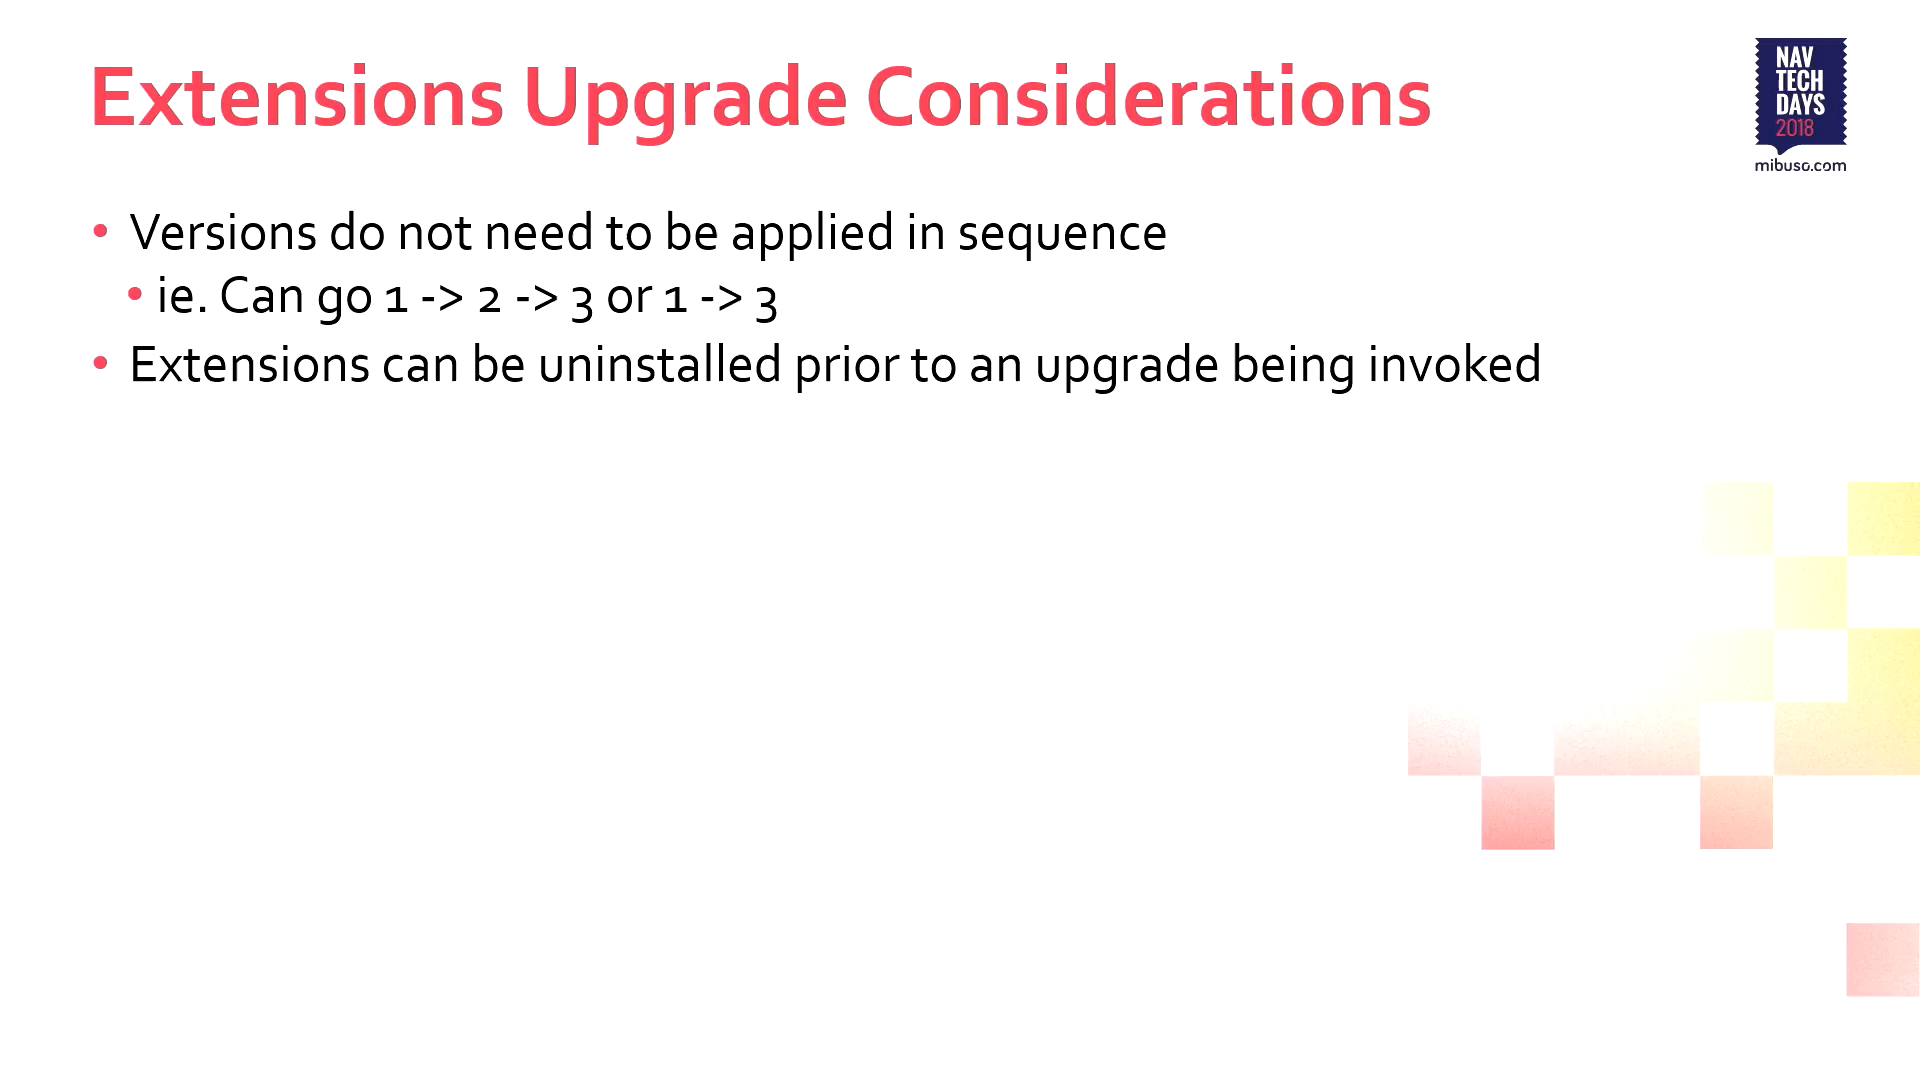 Extensions Upgrade Considerations
NAV
TECH
DAYS
2018
mibuso.com
• Versions do not need to be applied in sequence
• ie. Can go 1 -> 2 -> 3 or 1 -> 3
• Extensions can be uninstalled prior to an upgrade being invoked